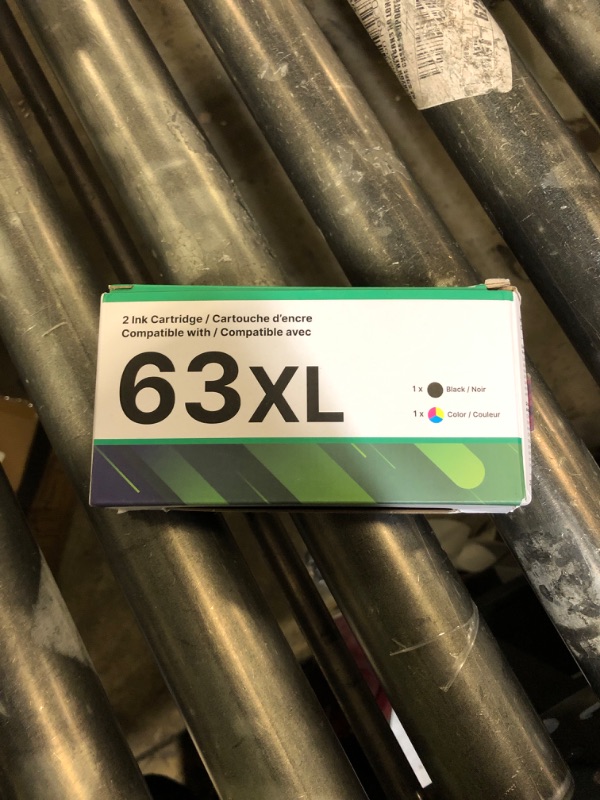 2 Ink Cartridge / Cartouche d'encre
Compatible with / Compatible avec
63XL
1 x Black / Noir
1 x Color / Couleur